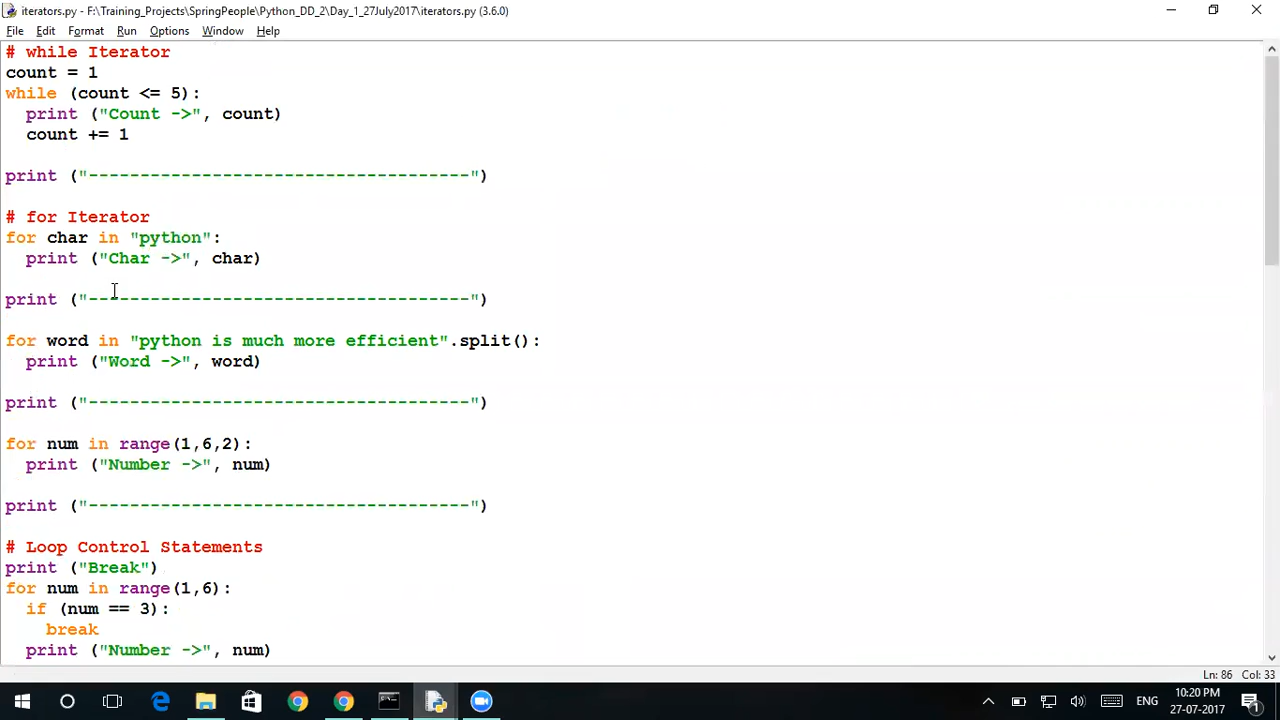 iterators.py - F:\Training_Projects\SpringPeople\Python_DD_2\Day_1_27July2017\iterators.py (3.6.0)
File Edit Format Run Options Window Help
# while Iterator
count = 1
while (count <= 5):
  print ("Count ->", count)
  count += 1
print ("-------------------------------------")
# for Iterator
for char in "python":
  print ("Char ->", char)
print ("-------------------------------------")
for word in "python is much more efficient".split():
  print ("Word ->", word)
print ("-------------------------------------")
for num in range(1,6,2):
  print ("Number ->", num)
print ("-------------------------------------")
# Loop Control Statements
print ("Break")
for num in range(1,6):
  if (num == 3):
    break
  print ("Number ->", num)
Ln: 86 Col: 33
ENG
10:20 PM
27-07-2017
1